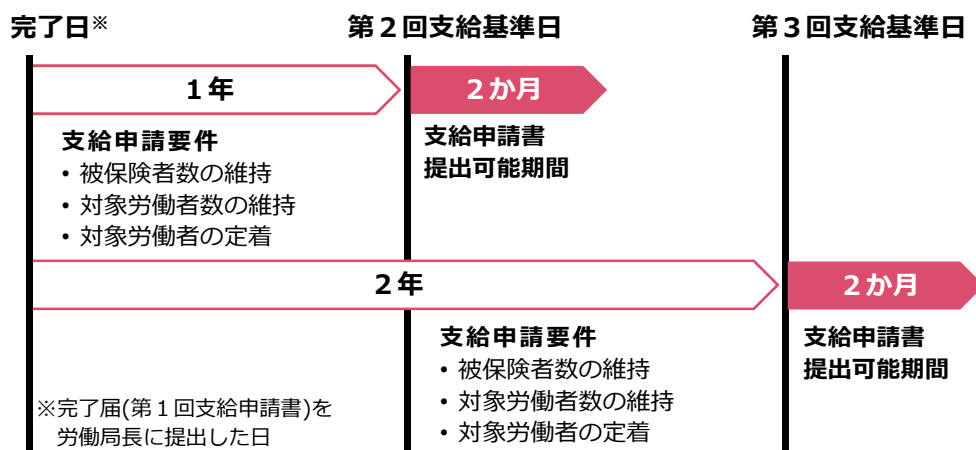 完了日※
第２回支給基準日
第３回支給基準日
１年
２か月
支給申請要件
• 被保険者数の維持
• 対象労働者数の維持
• 対象労働者の定着
支給申請書
提出可能期間
２年
２か月
支給申請要件
• 被保険者数の維持
• 対象労働者数の維持
• 対象労働者の定着
支給申請書
提出可能期間
※完了届(第１回支給申請書)を
労働局長に提出した日